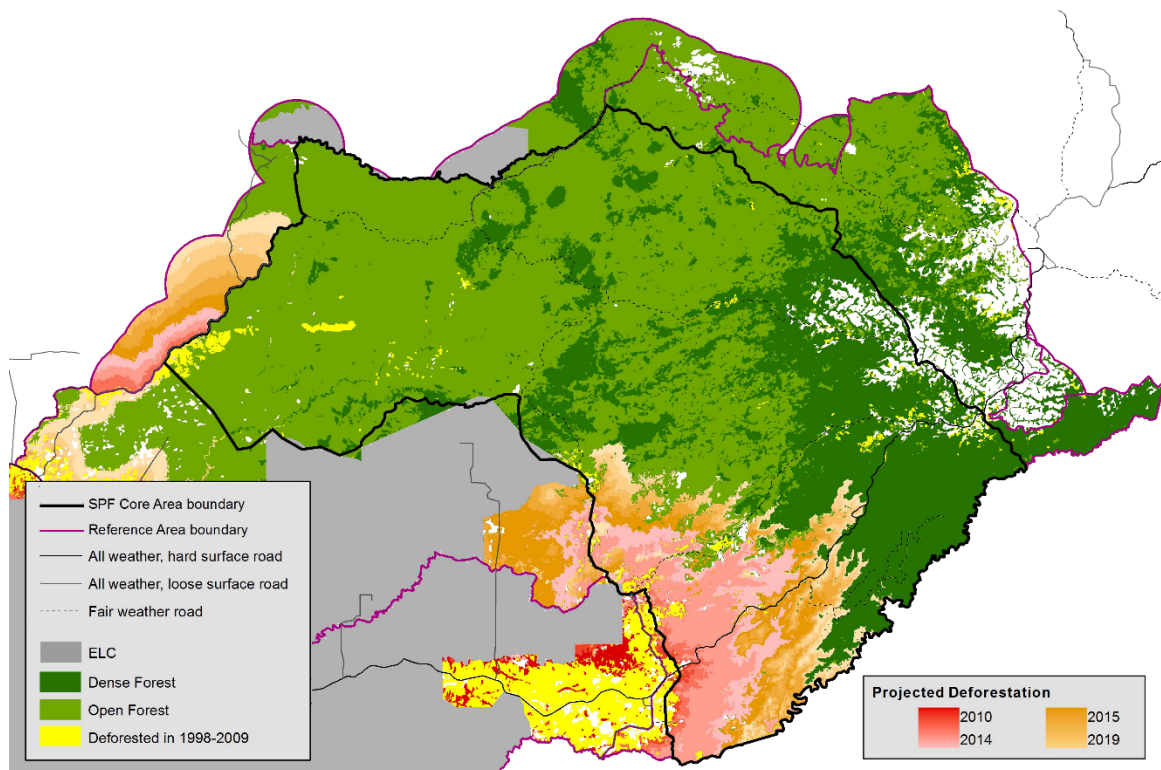 SPF Core Area boundary
Reference Area boundary
All weather, hard surface road
All weather, loose surface road
Fair weather road
ELC
Dense Forest
Open Forest
Deforested in 1998-2009
Projected Deforestation
2010 2015
2014 2019